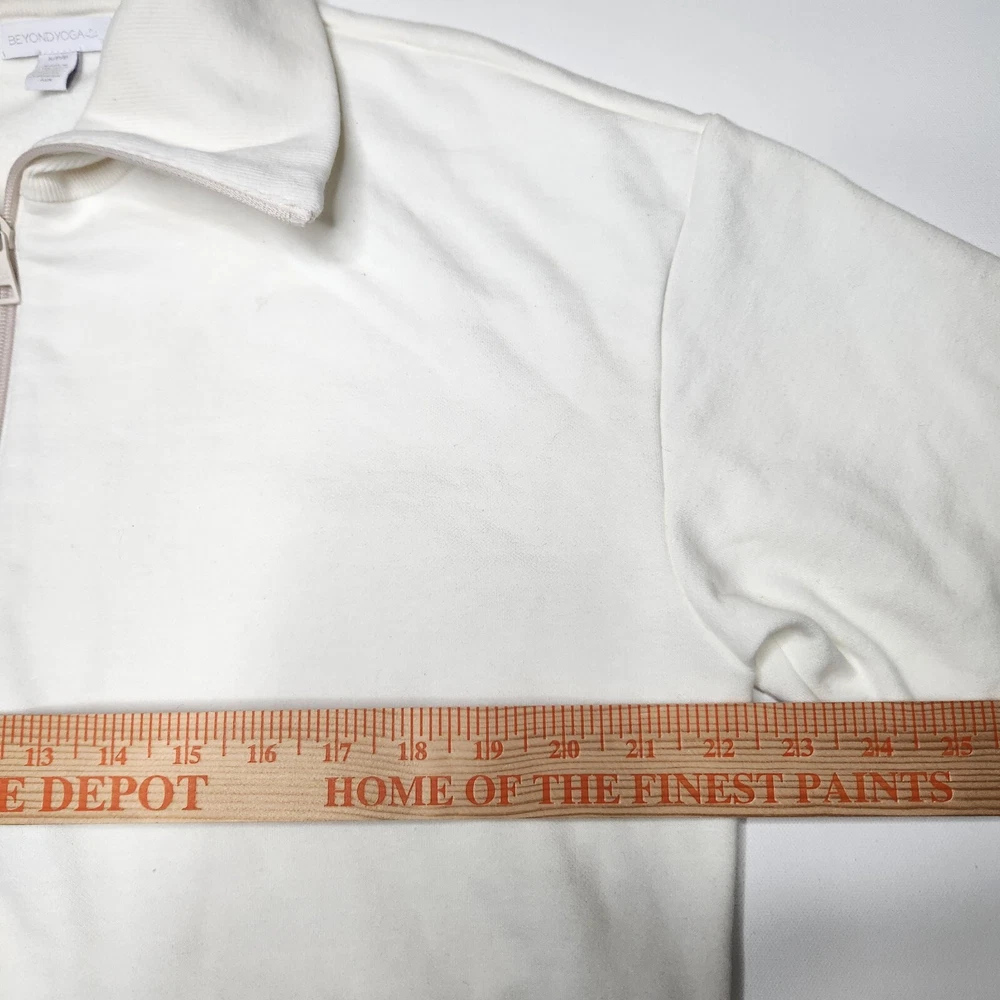 BEYOND YOGA
13 14 15 16 17 18 19 20 21 22 23 24 25
E DEPOT HOME OF THE FINEST PAINTS